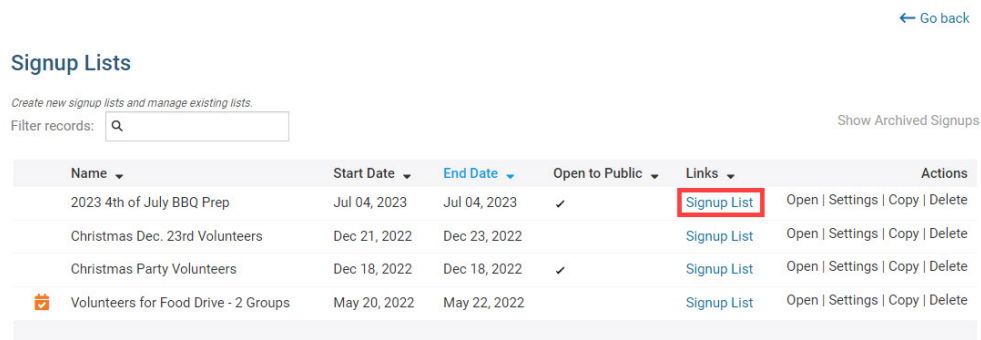 ← Go back
Signup Lists
Create new signup lists and manage existing lists.
Filter records:
Show Archived Signups
Name Start Date End Date Open to Public Links Actions
2023 4th of July BBQ Prep Jul 04, 2023 Jul 04, 2023 ✓ Signup List Open | Settings | Copy | Delete
Christmas Dec. 23rd Volunteers Dec 21, 2022 Dec 23, 2022 Signup List Open | Settings | Copy | Delete
Christmas Party Volunteers Dec 18, 2022 Dec 18, 2022 ✓ Signup List Open | Settings | Copy | Delete
Volunteers for Food Drive - 2 Groups May 20, 2022 May 22, 2022 Signup List Open | Settings | Copy | Delete